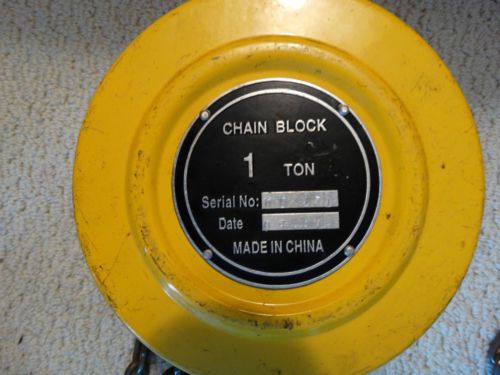 CHAIN BLOCK
1 TON
Serial No:
Date
MADE IN CHINA